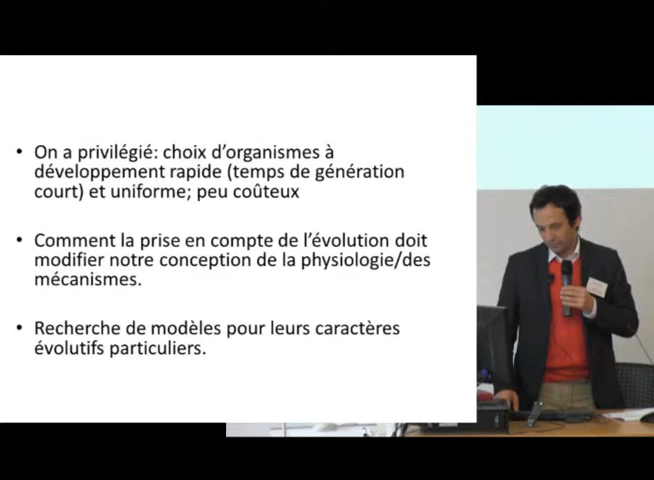 • On a privilégié: choix d'organismes à
développement rapide (temps de génération
court) et uniforme; peu coûteux
• Comment la prise en compte de l'évolution doit
modifier notre conception de la physiologie/des
mécanismes.
• Recherche de modèles pour leurs caractères
évolutifs particuliers.